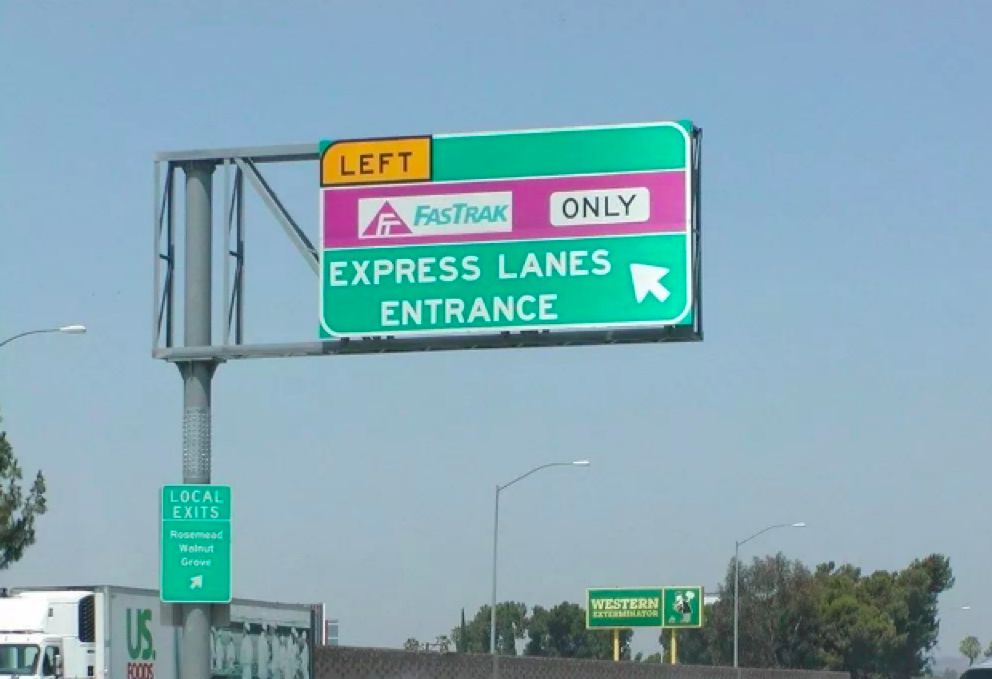 LEFT
FASTRAK
ONLY
EXPRESS LANES
ENTRANCE
LOCAL
EXITS
Rosemead
Walnut
Grove
US.
FOODS
WESTERN
EXTERMINATOR